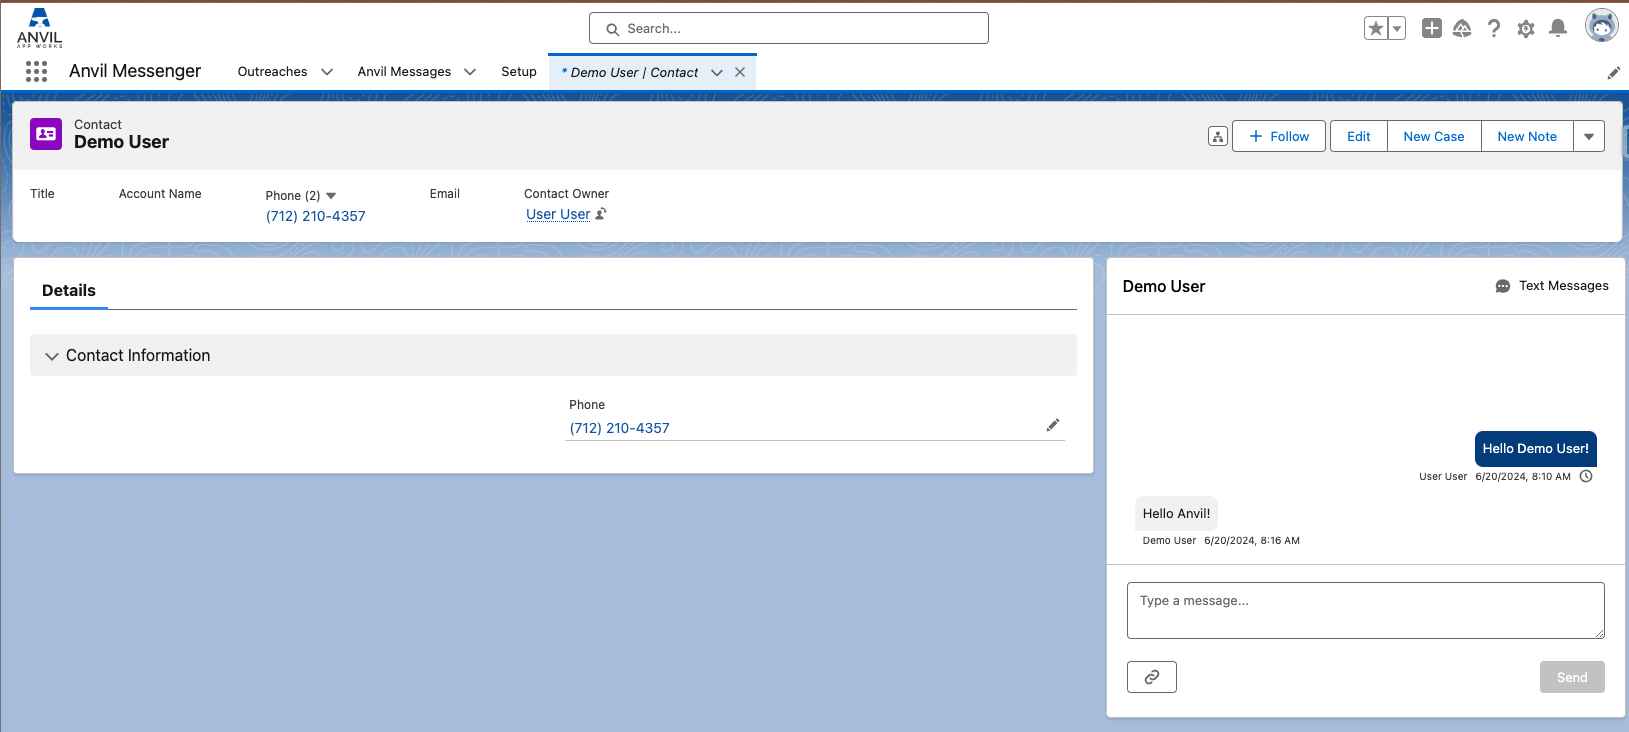 ANVIL
APP WORKS
Search...
Anvil Messenger
Outreaches
Anvil Messages
Setup
* Demo User | Contact
Contact
Demo User
Follow
Edit
New Case
New Note
Title
Account Name
Phone (2)
Email
Contact Owner
(712) 210-4357
User User
Details
Contact Information
Phone
(712) 210-4357
Demo User
Text Messages
Hello Demo User!
User User 6/20/2024, 8:10 AM
Hello Anvil!
Demo User 6/20/2024, 8:16 AM
Type a message...
Send